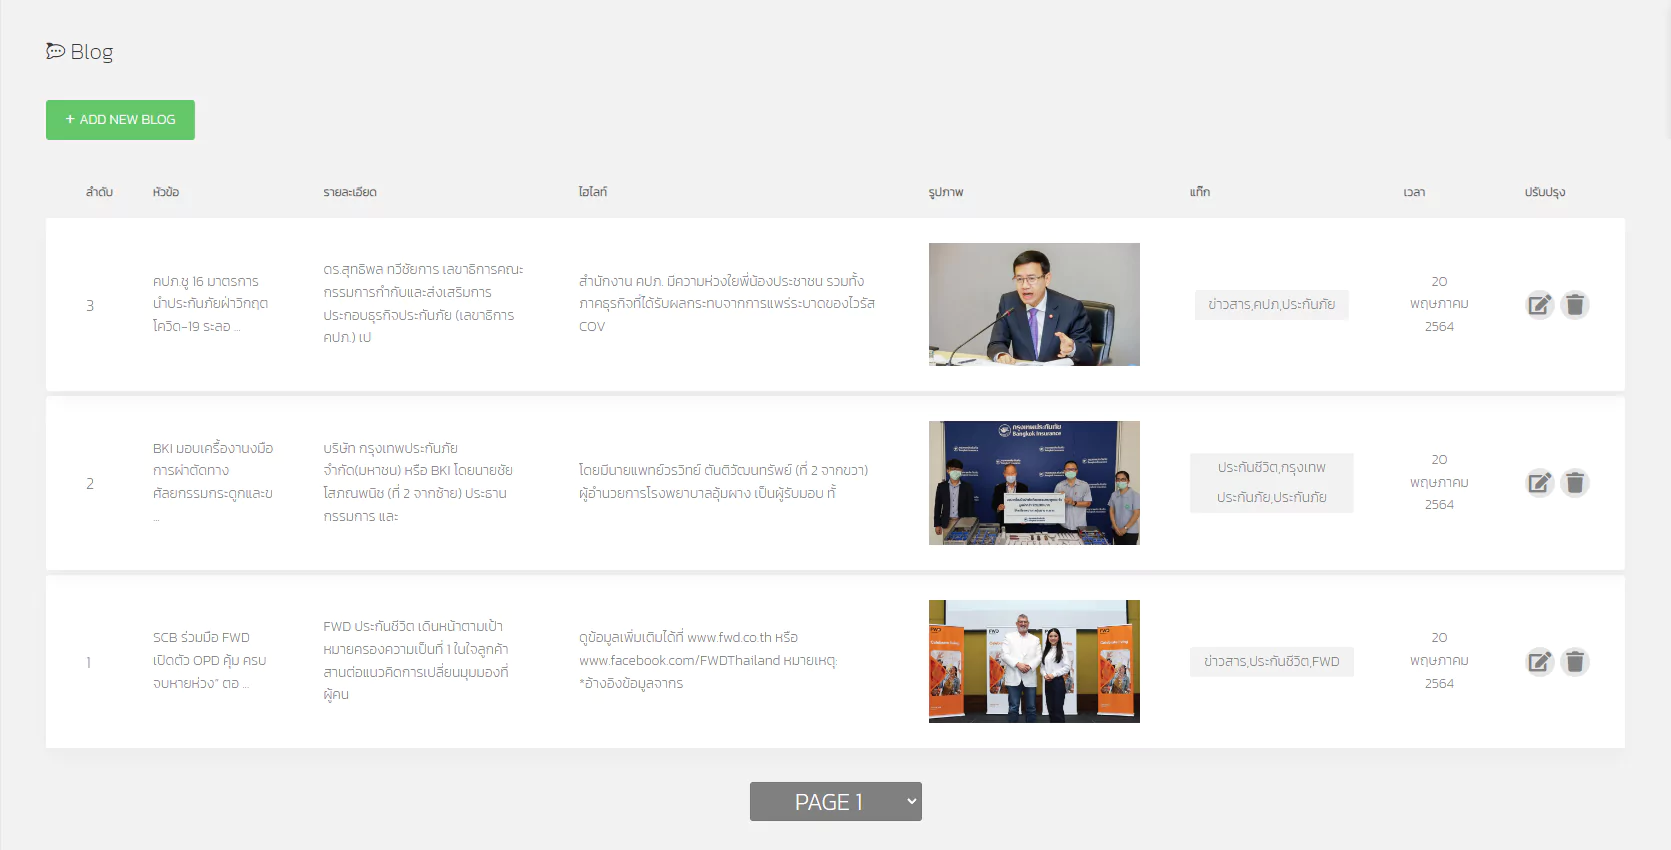 Blog
+ ADD NEW BLOG
ลำดับ หัวข้อ รายละเอียด ไฮไลท์ รูปภาพ แท็ก เวลา ปรับปรุง
3
คปภ.ชู 16 มาตรการ
นำประกันภัยฝ่าวิกฤต
โควิด-19 ระลอ ...
ดร.สุทธิพล ทวีชัยการ เลขาธิการคณะ
กรรมการกำกับและส่งเสริมการ
ประกอบธุรกิจประกันภัย (เลขาธิการ
คปภ.) เป
สำนักงาน คปภ. มีความห่วงใยพี่น้องประชาชน รวมทั้ง
ภาคธุรกิจที่ได้รับผลกระทบจากการแพร่ระบาดของไวรัส
COV
ข่าวสาร,คปภ,ประกันภัย
20
พฤษภาคม
2564
2
BKI มอบเครื้องานงมือ
การผ่าตัดทาง
ศัลยกรรมกระดูกและข
...
บริษัท กรุงเทพประกันภัย
จำกัด(มหาชน) หรือ BKI โดยนายชัย
โสภณพนิช (ที่ 2 จากซ้าย) ประธาน
กรรมการ และ
โดยมีนายแพทย์วรวิทย์ ตันติวัฒนทรัพย์ (ที่ 2 จากขวา)
ผู้อำนวยการโรงพยาบาลอุ้มผาง เป็นผู้รับมอบ ทั้
กรุงเทพประกันภัย
Bangkok Insurance
ประกันชีวิต,กรุงเทพ
ประกันภัย,ประกันภัย
20
พฤษภาคม
2564
1
SCB ร่วมมือ FWD
เปิดตัว OPD คุ้ม ครบ
จบหายห่วง" ตอ ...
FWD ประกันชีวิต เดินหน้าตามเป้า
หมายครองความเป็นที่ 1 ในใจลูกค้า
สานต่อแนวคิดการเปลี่ยนมุมมองที่
ผู้คน
ดูข้อมูลเพิ่มเติมได้ที่ www.fwd.co.th หรือ
www.facebook.com/FWDThailand หมายเหตุ:
*อ้างอิงข้อมูลจากร
FWD
ข่าวสาร,ประกันชีวิต,FWD
20
พฤษภาคม
2564
PAGE 1